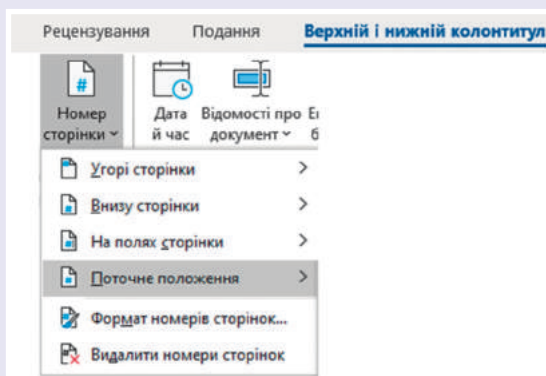 Рецензування Подання Верхній і нижній колонтитул
Номер сторінки
Дата й час
Відомості про документ
Угорі сторінки
Внизу сторінки
На полях сторінки
Поточне положення
Формат номерів сторінок...
Видалити номери сторінок